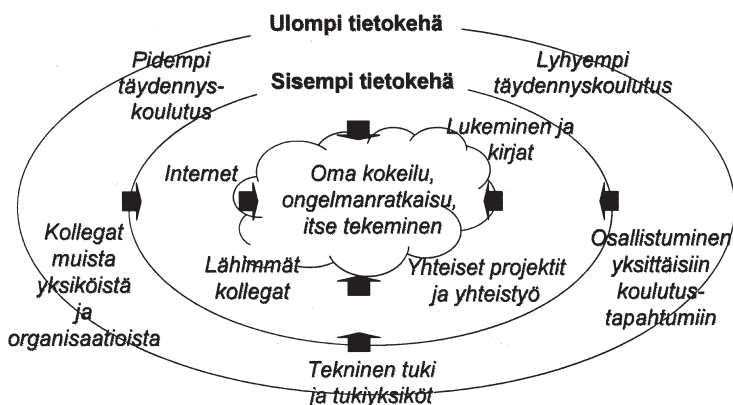 Ulompi tietokehä
Pidempi
täydennys-
koulutus
Lyhyempi
täydennyskoulutus
Sisempi tietokehä
Internet
Lukeminen ja
kirjat
Oma kokeilu,
ongelmanratkaisu,
itse tekeminen
Kollegat
muista
yksiköistä
ja
organisaatioista
Lähimmät
kollegat
Yhteiset projektit
ja yhteistyö
Osallistuminen
yksittäisiin
koulutus-
tapahtumiin
Tekninen tuki
ja tukiyksiköt